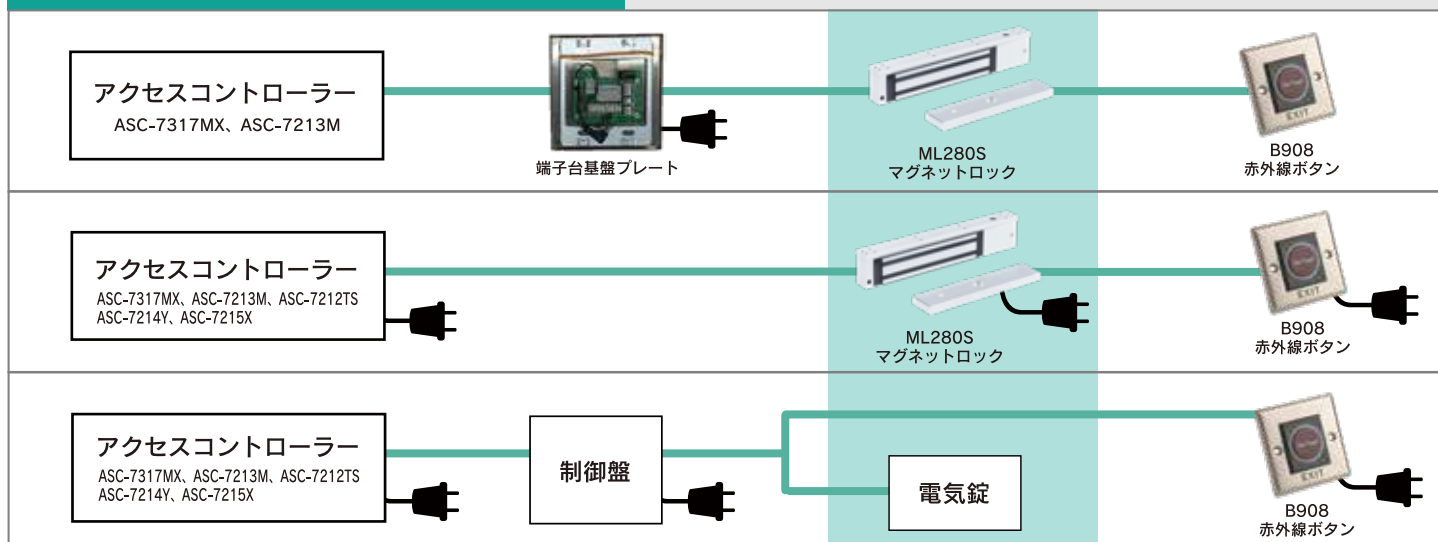 アクセスコントローラー
ASC-7317MX、ASC-7213M
端子台基盤プレート
ML280S
マグネットロック
EXIT
B908
赤外線ボタン
アクセスコントローラー
ASC-7317MX、ASC-7213M、ASC-7212TS
ASC-7214Y、ASC-7215X
ML280S
マグネットロック
EXIT
B908
赤外線ボタン
アクセスコントローラー
ASC-7317MX、ASC-7213M、ASC-7212TS
ASC-7214Y、ASC-7215X
制御盤
電気錠
EXIT
B908
赤外線ボタン